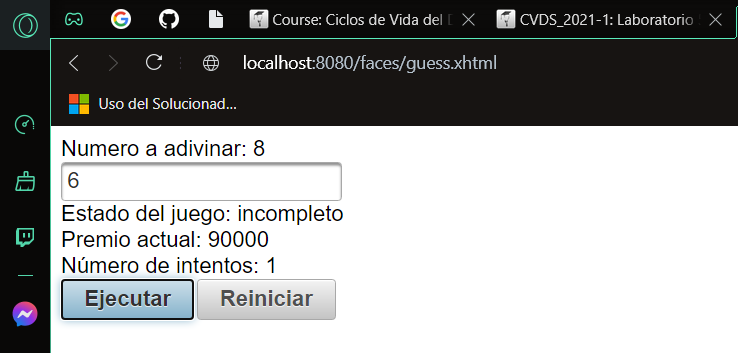 Course: Ciclos de Vida del
CVDS_2021-1: Laboratorio
localhost:8080/faces/guess.xhtml
Uso del Solucionad...
Numero a adivinar: 8
6
Estado del juego: incompleto
Premio actual: 90000
Número de intentos: 1
Ejecutar Reiniciar